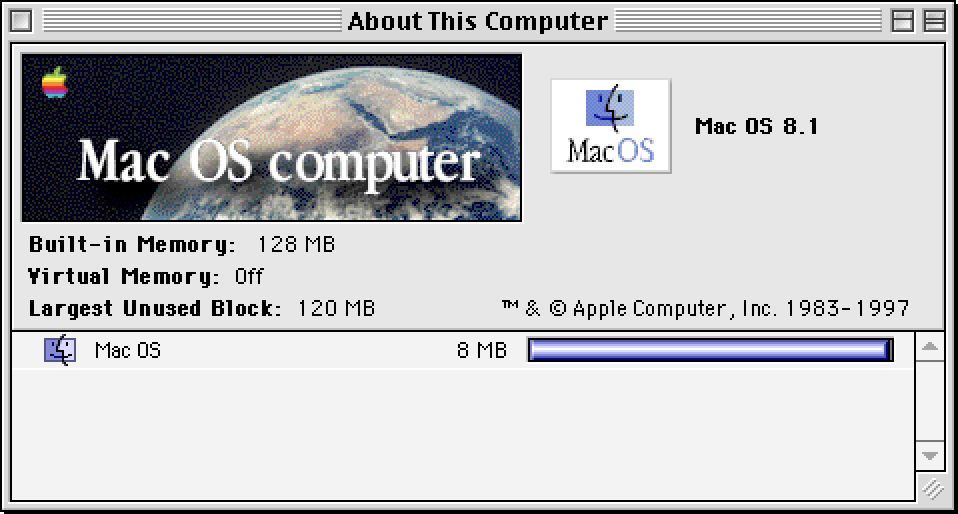 About This Computer
Mac OS computer
MacOS
Mac OS 8.1
Built-in Memory: 128 MB
Virtual Memory: Off
Largest Unused Block: 120 MB
™ & © Apple Computer, Inc. 1983-1997
Mac OS 8 MB